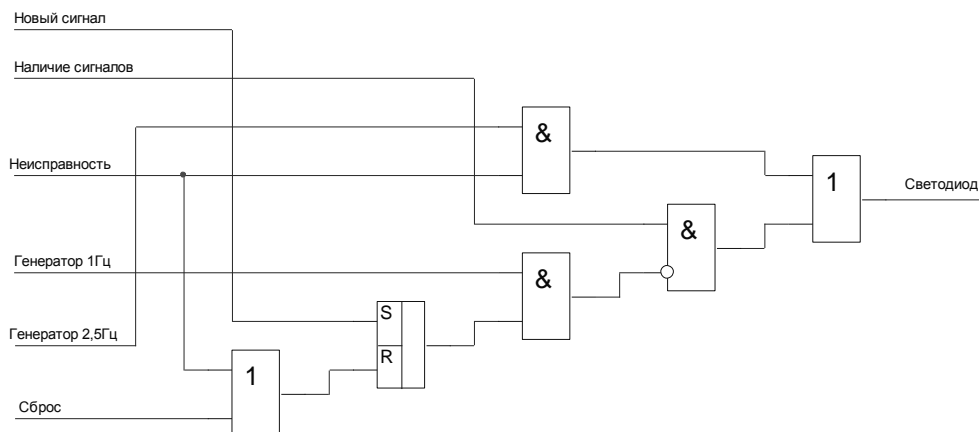 Новый сигнал
Наличие сигналов
&
Неисправность
1
Светодиод
&
Генератор 1Гц
&
S
Генератор 2,5Гц
R
1
Сброс